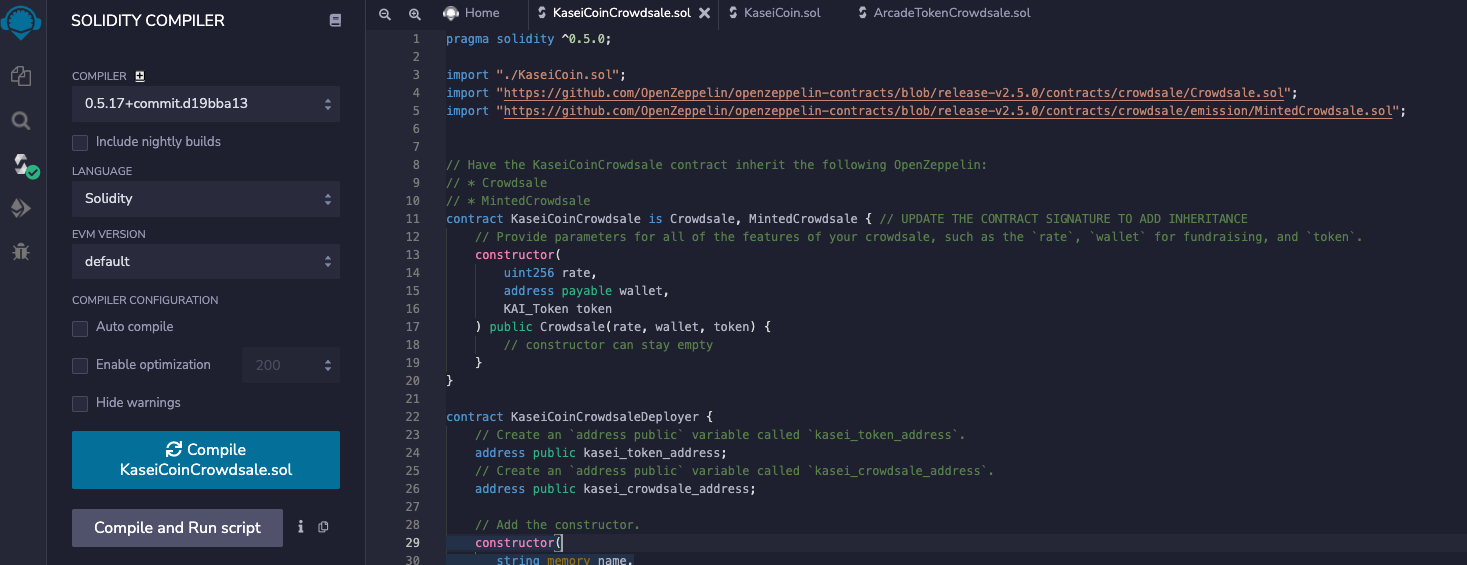 SOLIDITY COMPILER
COMPILER
0.5.17+commit.d19bba13
Include nightly builds
LANGUAGE
Solidity
EVM VERSION
default
COMPILER CONFIGURATION
Auto compile
Enable optimization
200
Hide warnings
Compile
KaseiCoinCrowdsale.sol
Compile and Run script
Home
KaseiCoinCrowdsale.sol
KaseiCoin.sol
ArcadeTokenCrowdsale.sol
1 pragma solidity ^0.5.0;
2
3 import "./KaseiCoin.sol";
4 import "https://github.com/OpenZeppelin/openzeppelin-contracts/blob/release-v2.5.0/contracts/crowdsale/Crowdsale.sol";
5 import "https://github.com/OpenZeppelin/openzeppelin-contracts/blob/release-v2.5.0/contracts/crowdsale/emission/MintedCrowdsale.sol";
6
7
8 // Have the KaseiCoinCrowdsale contract inherit the following OpenZeppelin:
9 // * Crowdsale
10 // * MintedCrowdsale
11 contract KaseiCoinCrowdsale is Crowdsale, MintedCrowdsale { // UPDATE THE CONTRACT SIGNATURE TO ADD INHERITANCE
12 // Provide parameters for all of the features of your crowdsale, such as the `rate`, `wallet` for fundraising, and `token`.
13 constructor(
14 uint256 rate,
15 address payable wallet,
16 KAI_Token token
17 ) public Crowdsale(rate, wallet, token) {
18 // constructor can stay empty
19 }
20 }
21
22 contract KaseiCoinCrowdsaleDeployer {
23 // Create an `address public` variable called `kasei_token_address`.
24 address public kasei_token_address;
25 // Create an `address public` variable called `kasei_crowdsale_address`.
26 address public kasei_crowdsale_address;
27
28 // Add the constructor.
29 constructor(
30 string memory name,